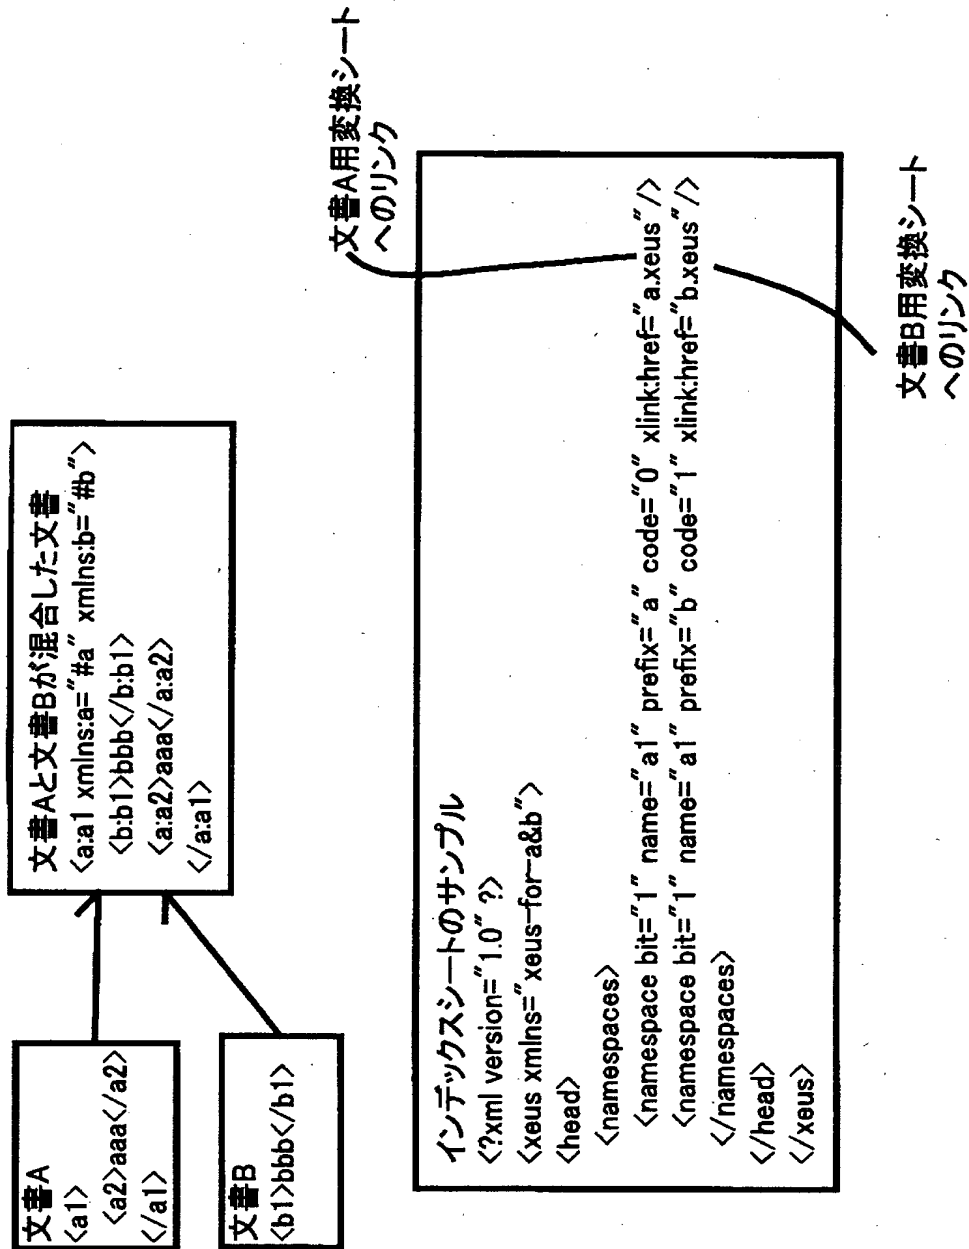 文書A
<a1>
<a2>aaa</a2>
</a1>
文書B
<b1>bbb</b1>
文書Aと文書Bが混合した文書
<a:a1 xmlns:a="#a" xmlns:b="#b">
<b:b1>bbb</b:b1>
<a:a2>aaa</a:a2>
</a:a1>
インデックスシートのサンプル
<?xml version="1.0" ?>
<xeus xmlns="xeus-for-a&b">
<head>
<namespaces>
<namespace bit="1" name="a1" prefix="a" code="0" xlink:href="a.xeus"/>
<namespace bit="1" name="a1" prefix="b" code="1" xlink:href="b.xeus"/>
</namespaces>
</head>
</xeus>
文書A用変換シート
へのリンク
文書B用変換シート
へのリンク